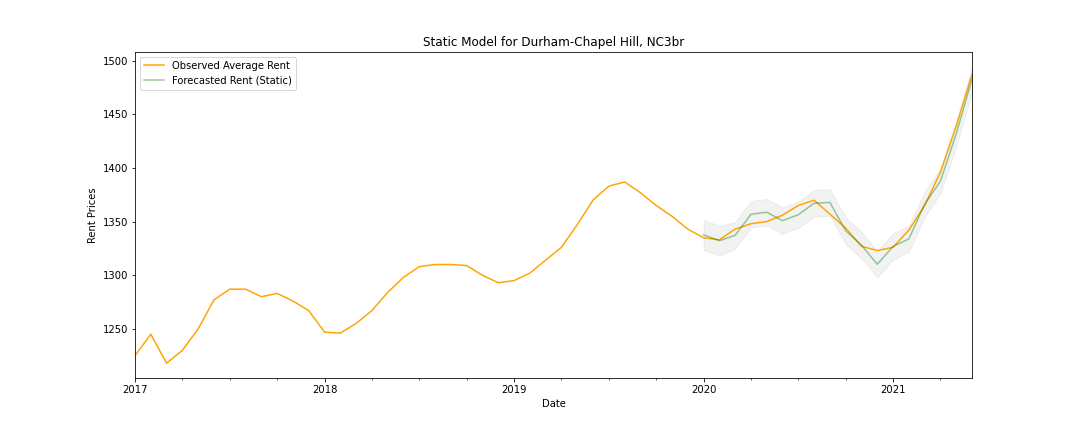 Static Model for Durham-Chapel Hill, NC3br
Observed Average Rent
Forecasted Rent (Static)
Rent Prices
1500
1450
1400
1350
1300
1250
2017
2018
2019
2020
2021
Date